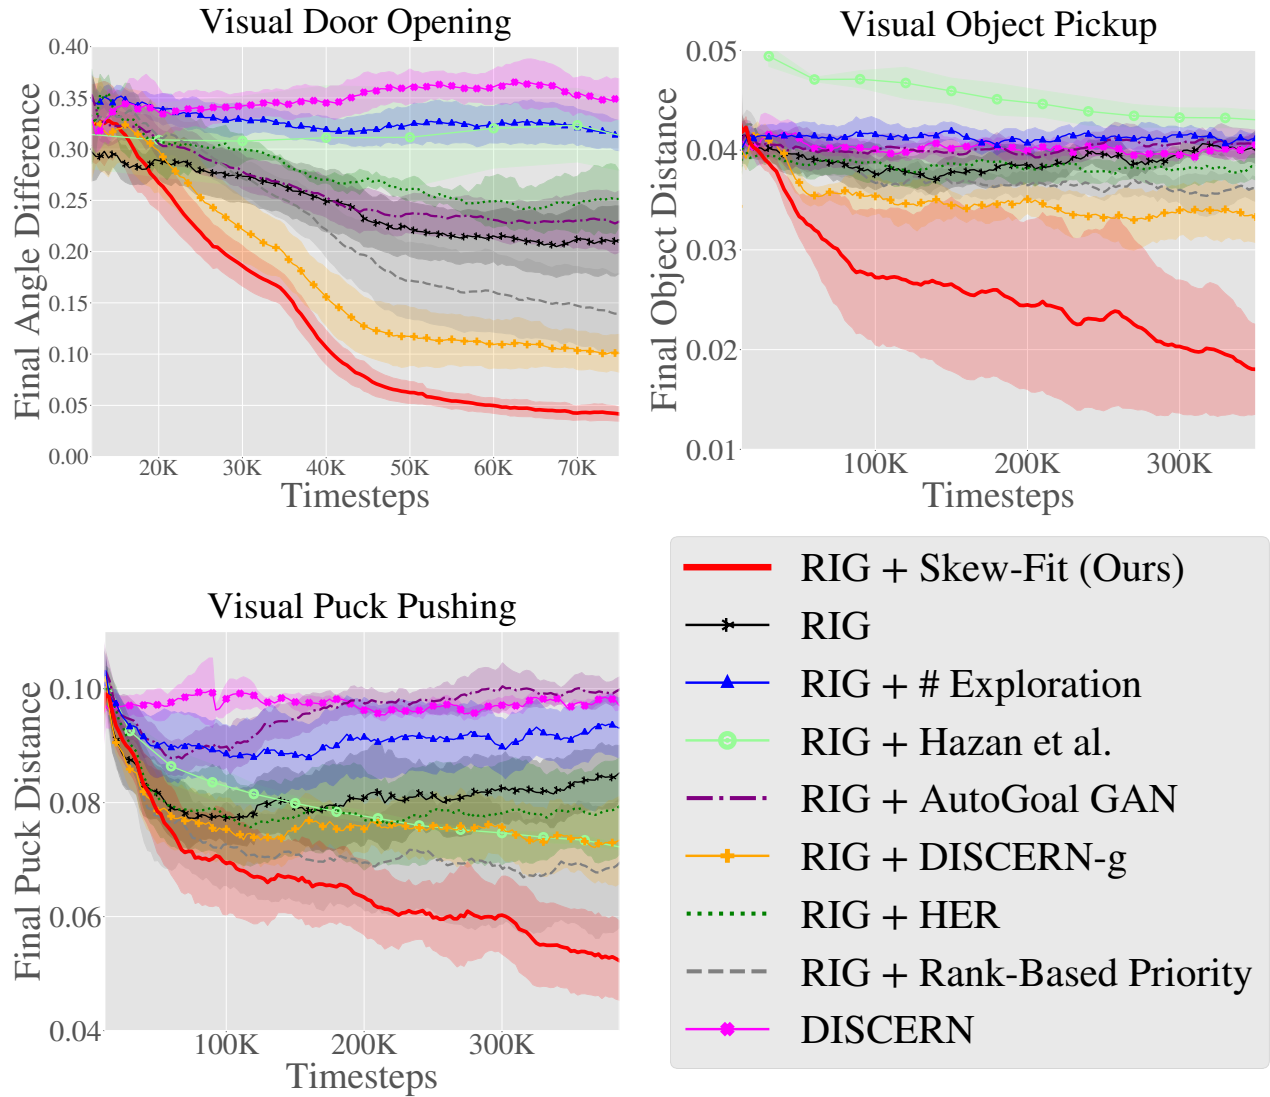 Visual Door Opening
Final Angle Difference
0.40
0.35
0.30
0.25
0.20
0.15
0.10
0.05
0.00
20K 30K 40K 50K 60K 70K
Timesteps
Visual Object Pickup
Final Object Distance
0.05
0.04
0.03
0.02
0.01
100K 200K 300K
Timesteps
Visual Puck Pushing
Final Puck Distance
0.10
0.08
0.06
0.04
100K 200K 300K
Timesteps
RIG + Skew-Fit (Ours)
RIG
RIG + # Exploration
RIG + Hazan et al.
RIG + AutoGoal GAN
RIG + DISCERN-g
RIG + HER
RIG + Rank-Based Priority
DISCERN